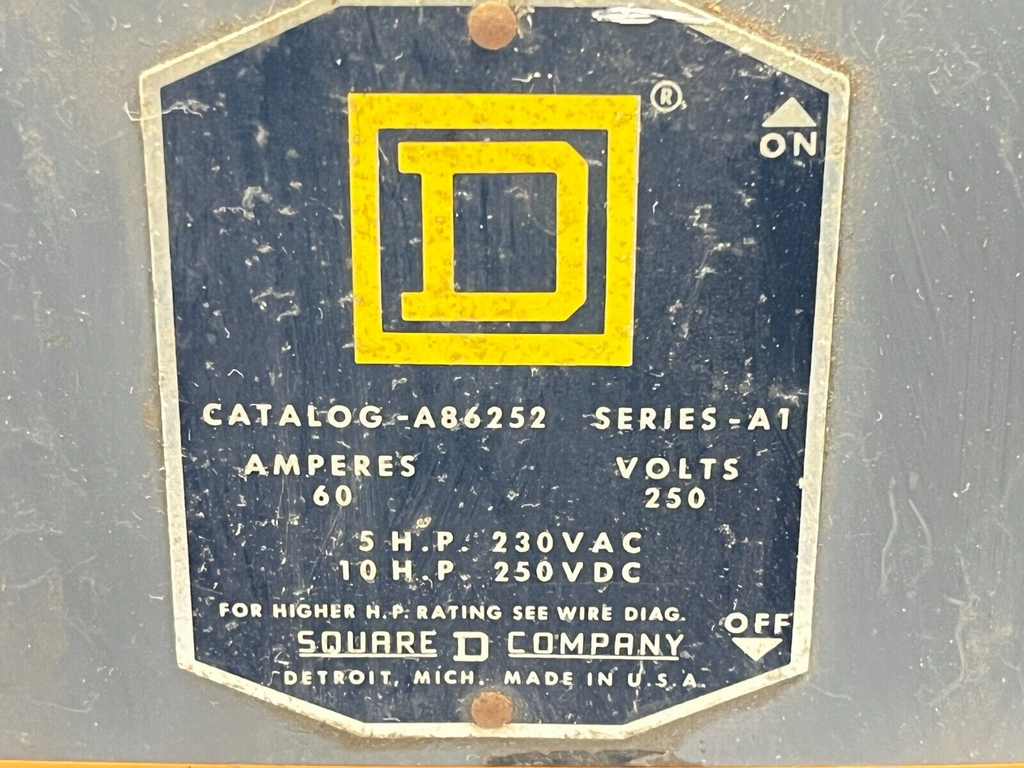 ®
D
ON
CATALOG-A86252 SERIES-A1
AMPERES VOLTS
60 250
5 H.P. 230VAC
10 H.P. 250VDC
FOR HIGHER H.P. RATING SEE WIRE DIAG.
OFF
SQUARE D COMPANY
DETROIT, MICH. MADE IN U.S.A.